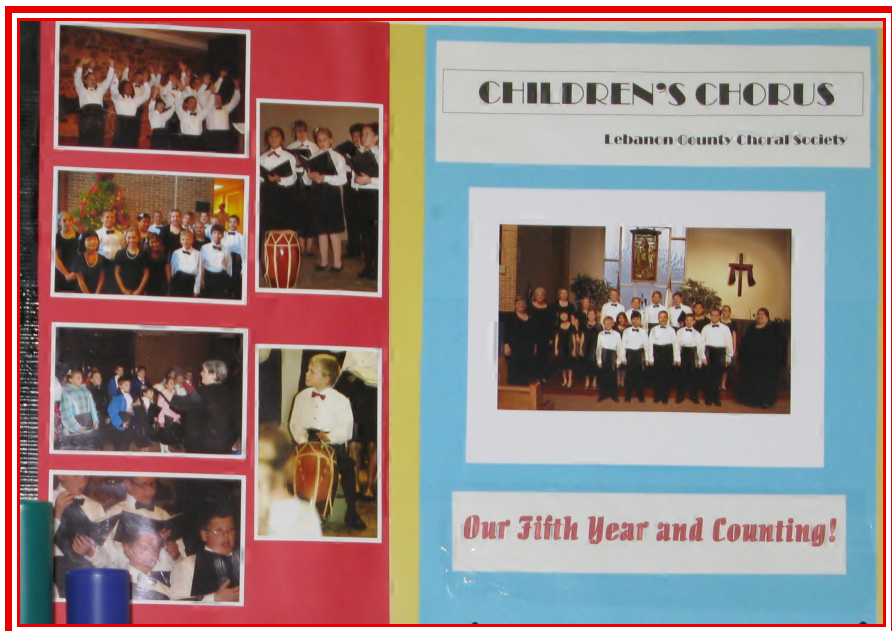 CHILDREN'S CHORUS
Lebanon County Choral Society
Our Fifth Year and Counting!